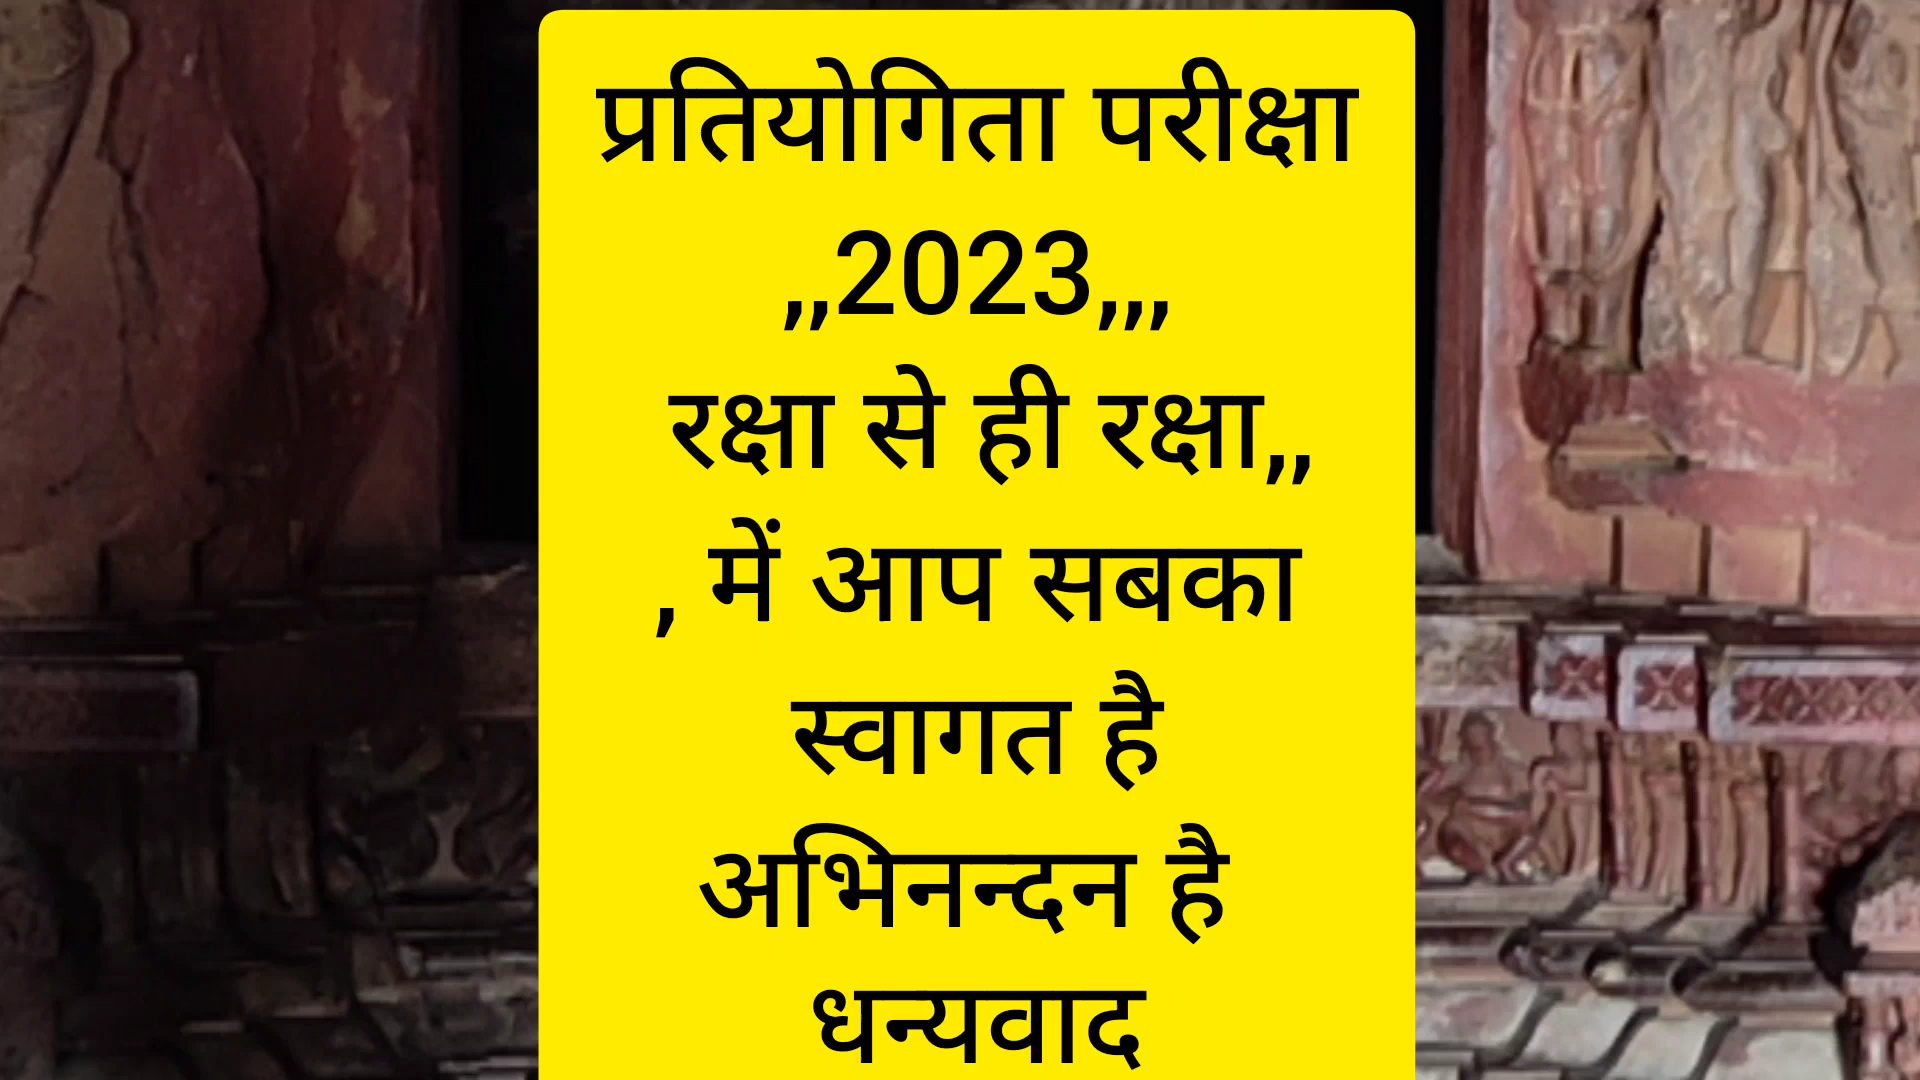 प्रतियोगिता परीक्षा
,,2023,,,
रक्षा से ही रक्षा,,
, में आप सबका
स्वागत है
अभिनन्दन है
धन्यवाद